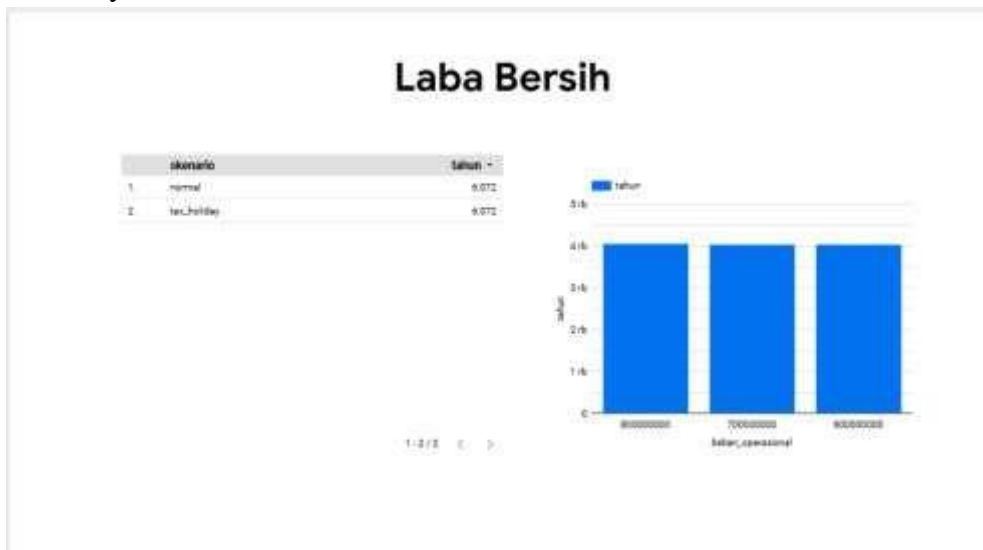 Laba Bersih
skenario tahun
1. normal 6.072
2. tax_holiday 6.072
1 - 2 / 2 < >
tahun
5 rb
4 rb
3 rb
2 rb
1 rb
0
tahun
800000000 700000000 600000000
beban_operasional